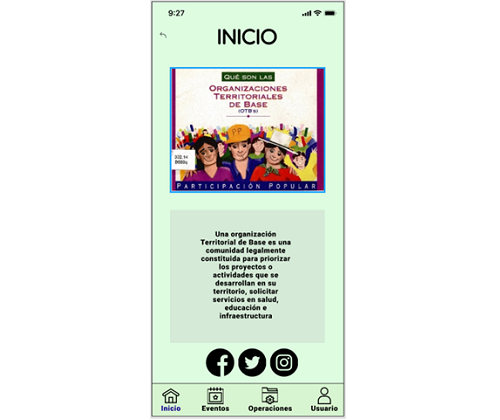 9:27
INICIO
QUÉ SON LAS
ORGANIZACIONES
TERRITORIALES
DE BASE
(OTB's)
PARTICIPACIÓN POPULAR
Una organización
Territorial de Base es una
comunidad legalmente
constituida para priorizar
los proyectos o
actividades que se
desarrollan en su
territorio, solicitar
servicios en salud,
educación e
infraestructura
Inicio
Eventos
Operaciones
Usuario